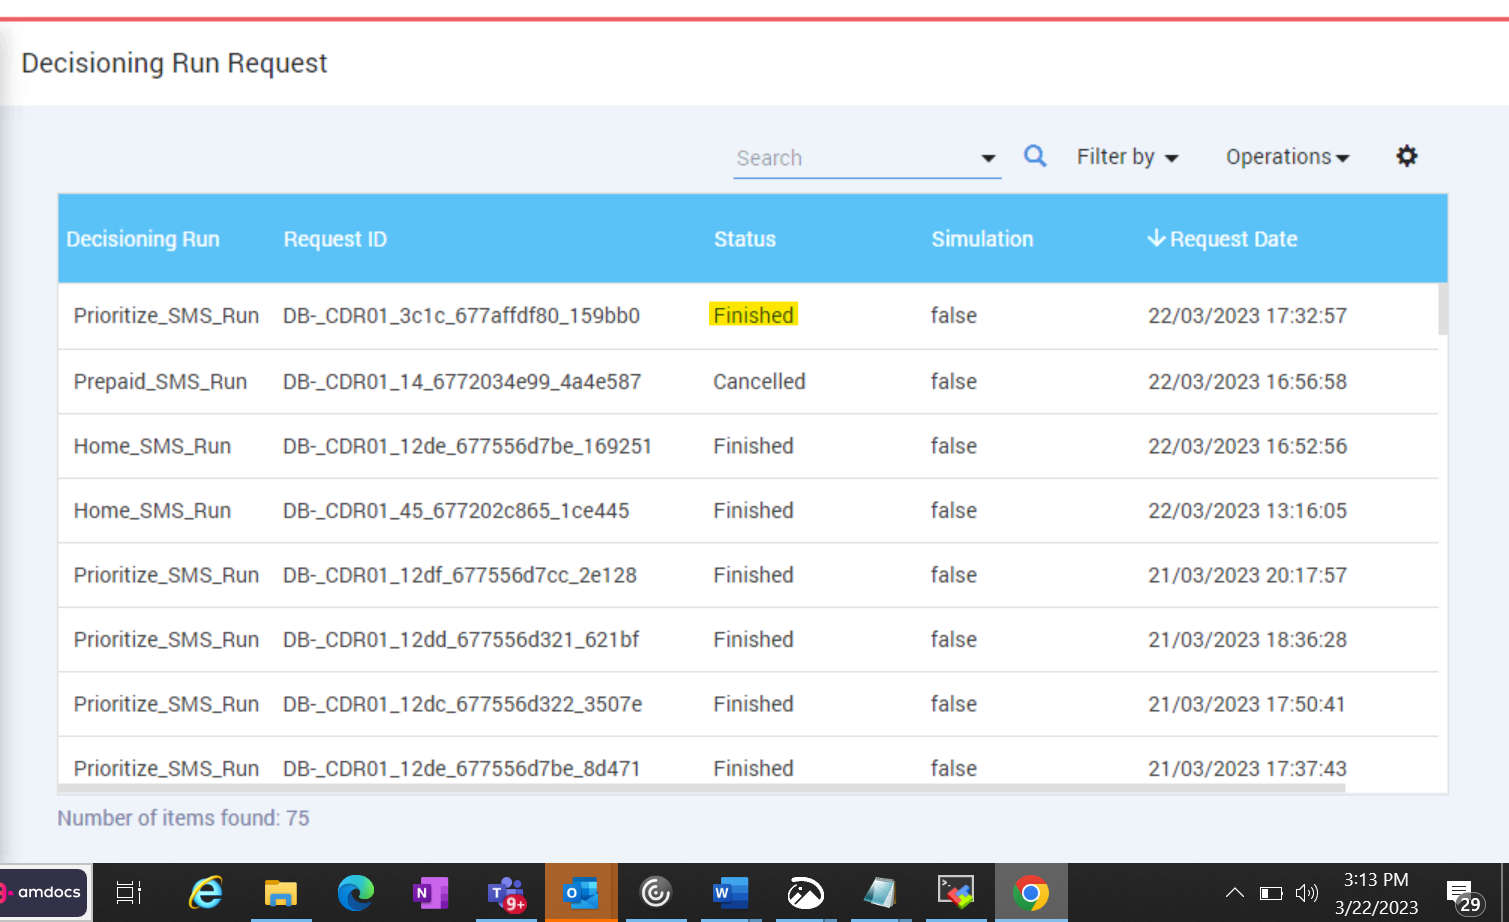 Decisioning Run Request
Search Filter by Operations
Decisioning Run Request ID Status Simulation Request Date
Prioritize_SMS_Run DB-_CDR01_3c1c_677affdf80_159bb0 Finished false 22/03/2023 17:32:57
Prepaid_SMS_Run DB-_CDR01_14_6772034e99_4a4e587 Cancelled false 22/03/2023 16:56:58
Home_SMS_Run DB-_CDR01_12de_677556d7be_169251 Finished false 22/03/2023 16:52:56
Home_SMS_Run DB-_CDR01_45_677202c865_1ce445 Finished false 22/03/2023 13:16:05
Prioritize_SMS_Run DB-_CDR01_12df_677556d7cc_2e128 Finished false 21/03/2023 20:17:57
Prioritize_SMS_Run DB-_CDR01_12dd_677556d321_621bf Finished false 21/03/2023 18:36:28
Prioritize_SMS_Run DB-_CDR01_12dc_677556d322_3507e Finished false 21/03/2023 17:50:41
Prioritize_SMS_Run DB-_CDR01_12de_677556d7be_8d471 Finished false 21/03/2023 17:37:43
Number of items found: 75
amdocs N T 9+ O W 3:13 PM
3/22/2023 29